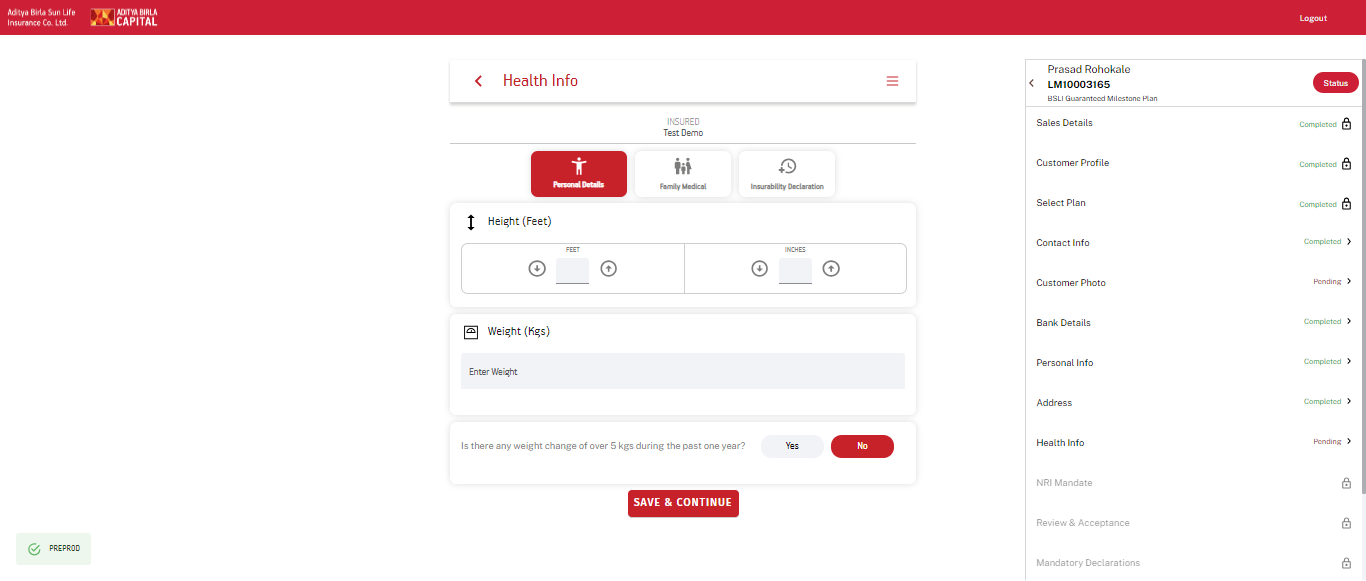 Aditya Birla Sun Life
Insurance Co. Ltd.
ADITYA BIRLA
CAPITAL
Logout
Health Info
INSURED
Test Demo
Personal Details
Family Medical
Insurability Declaration
Height (Feet)
FEET
INCHES
Weight (Kgs)
Enter Weight
Is there any weight change of over 5 kgs during the past one year?
Yes
No
SAVE & CONTINUE
PREPROD
Prasad Rohokale
LM10003165
BSLI Guaranteed Milestone Plan
Status
Sales Details Completed
Customer Profile Completed
Select Plan Completed
Contact Info Completed
Customer Photo Pending
Bank Details Completed
Personal Info Completed
Address Completed
Health Info Pending
NRI Mandate
Review & Acceptance
Mandatory Declarations